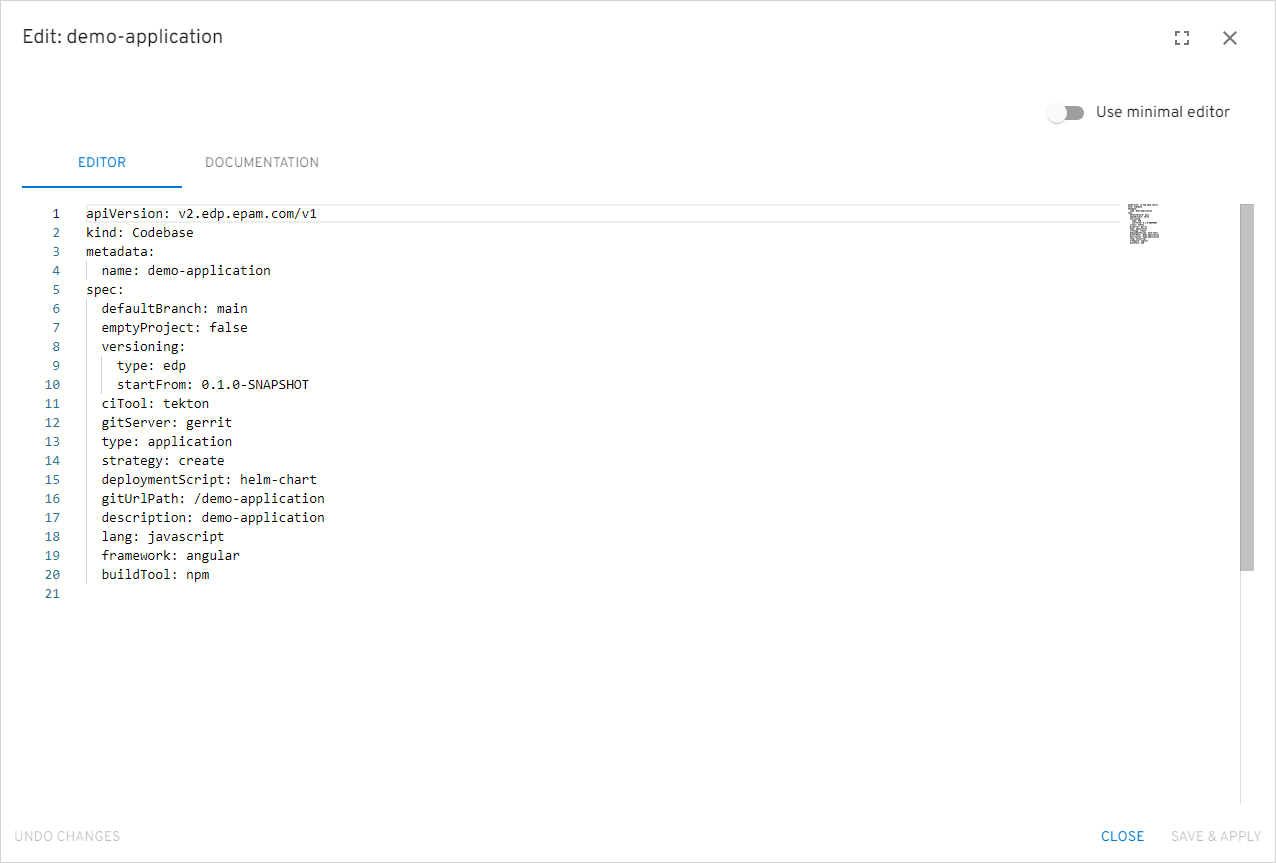 Edit: demo-application
Use minimal editor
EDITOR DOCUMENTATION
1 apiVersion: v2.edp.epam.com/v1
2 kind: Codebase
3 metadata:
4 name: demo-application
5 spec:
6 defaultBranch: main
7 emptyProject: false
8 versioning:
9 type: edp
10 startFrom: 0.1.0-SNAPSHOT
11 ciTool: tekton
12 gitServer: gerrit
13 type: application
14 strategy: create
15 deploymentScript: helm-chart
16 gitUrlPath: /demo-application
17 description: demo-application
18 lang: javascript
19 framework: angular
20 buildTool: npm
21
UNDO CHANGES CLOSE SAVE & APPLY